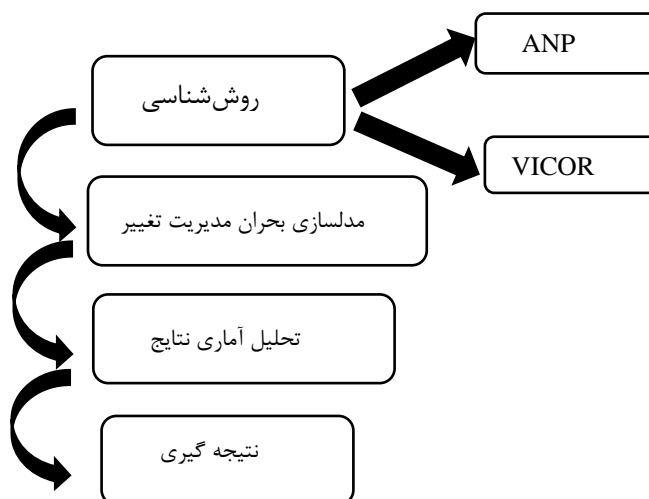 ANP
روش‌شناسی
VICOR
مدلسازی بحران مدیریت تغییر
تحلیل آماری نتایج
نتیجه گیری